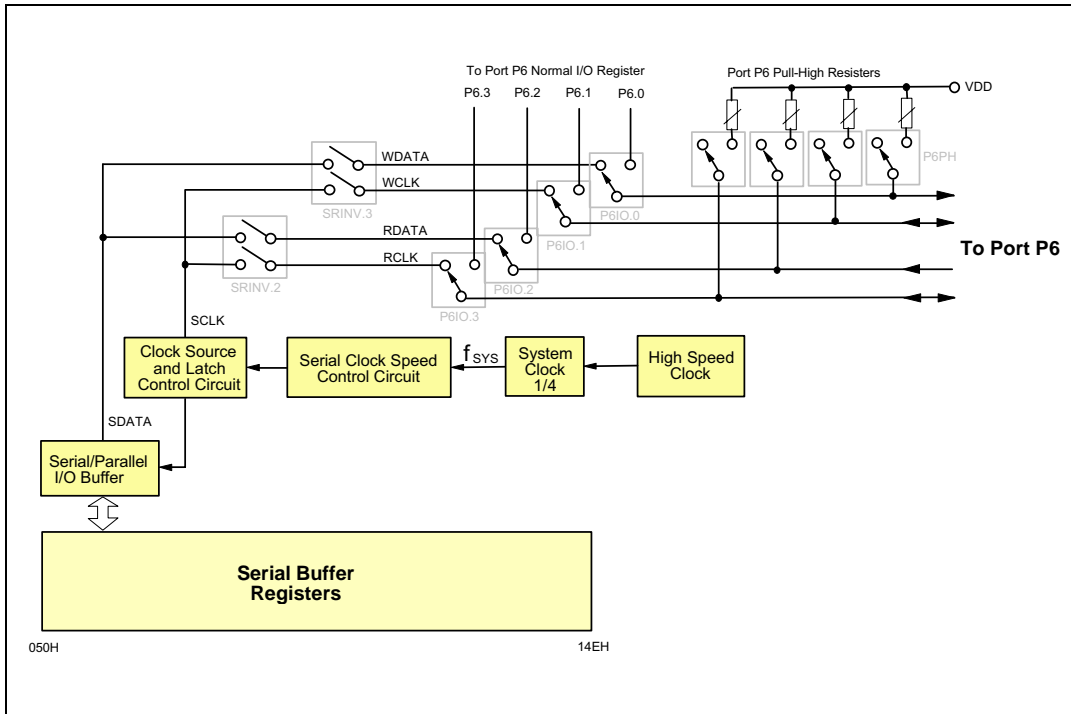 To Port P6 Normal I/O Register
P6.3 P6.2 P6.1 P6.0
Port P6 Pull-High Resisters
VDD
P6PH
WDATA
WCLK
SRINV.3
P6IO.0
P6IO.1
RDATA
RCLK
SRINV.2
P6IO.2
P6IO.3
To Port P6
SCLK
Clock Source
and Latch
Control Circuit
Serial Clock Speed
Control Circuit
fSYS
System
Clock
1/4
High Speed
Clock
SDATA
Serial/Parallel
I/O Buffer
Serial Buffer
Registers
050H
14EH